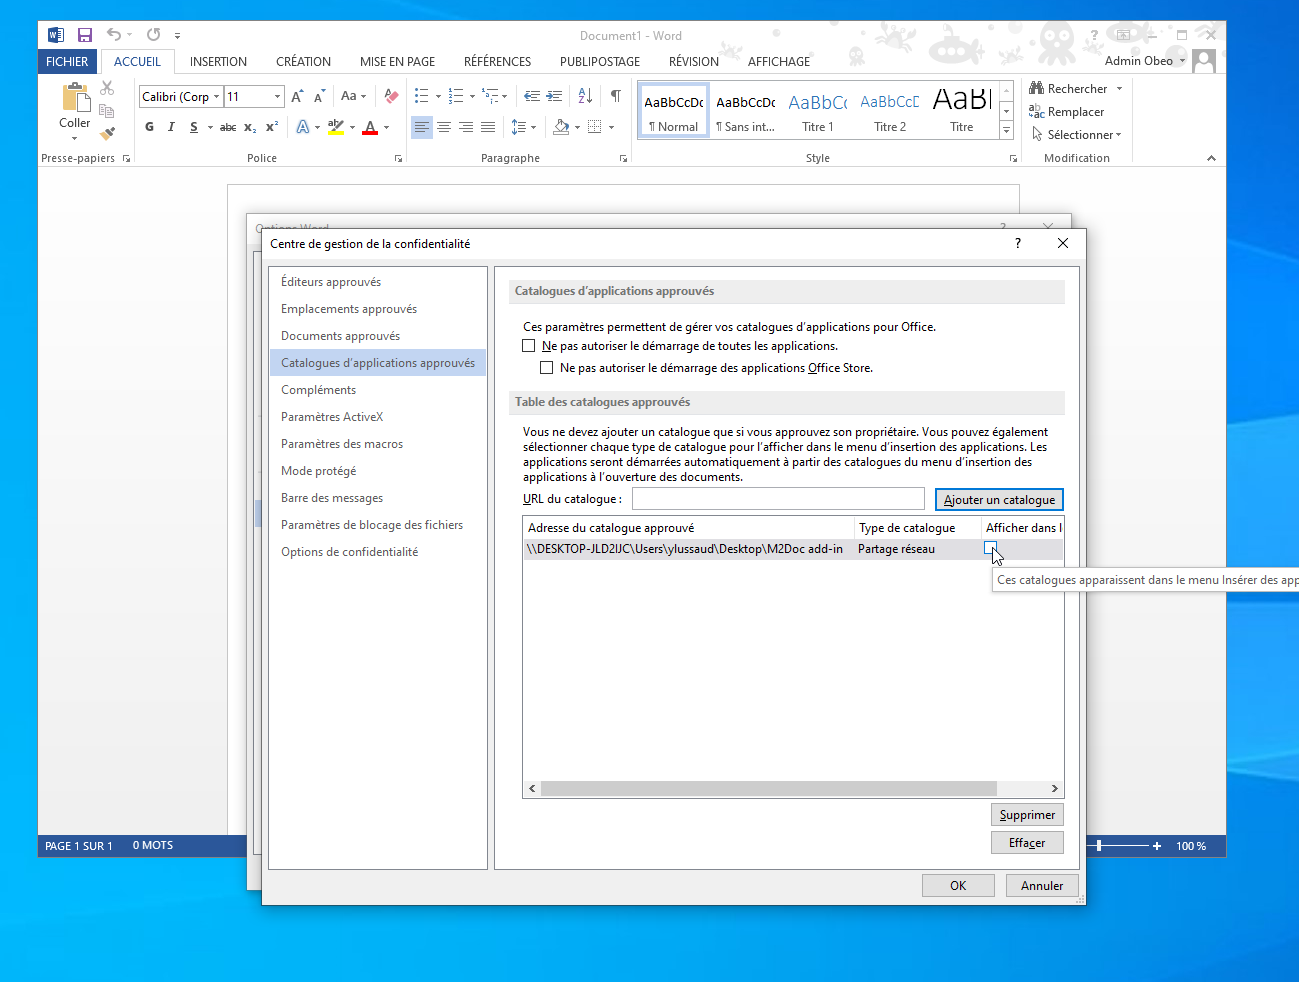 Document1 - Word
?
FICHIER ACCUEIL INSERTION CRÉATION MISE EN PAGE RÉFÉRENCES PUBLIPOSTAGE RÉVISION AFFICHAGE Admin Obeo
Coller
Calibri (Corp 11 A A Aa
G I S abc x₂ x² A ab A
AaBbCcDc AaBbCcDc AaBbC AaBbCcD AaB
¶ Normal ¶ Sans int... Titre 1 Titre 2 Titre
Rechercher
Remplacer
Sélectionner
Presse-papiers Police Paragraphe Style Modification
Options Word
Centre de gestion de la confidentialité ?
Éditeurs approuvés
Emplacements approuvés
Documents approuvés
Catalogues d’applications approuvés
Compléments
Paramètres ActiveX
Paramètres des macros
Mode protégé
Barre des messages
Paramètres de blocage des fichiers
Options de confidentialité
Catalogues d’applications approuvés
Ces paramètres permettent de gérer vos catalogues d’applications pour Office.
Ne pas autoriser le démarrage de toutes les applications.
Ne pas autoriser le démarrage des applications Office Store.
Table des catalogues approuvés
Vous ne devez ajouter un catalogue que si vous approuvez son propriétaire. Vous pouvez également
sélectionner chaque type de catalogue pour l’afficher dans le menu d’insertion des applications. Les
applications seront démarrées automatiquement à partir des catalogues du menu d’insertion des
applications à l’ouverture des documents.
URL du catalogue : Ajouter un catalogue
Adresse du catalogue approuvé Type de catalogue Afficher dans l
\\DESKTOP-JLD2IJC\Users\ylussaud\Desktop\M2Doc add-in Partage réseau
Ces catalogues apparaissent dans le menu Insérer des app
Supprimer
Effacer
OK Annuler
PAGE 1 SUR 1 0 MOTS 100 %